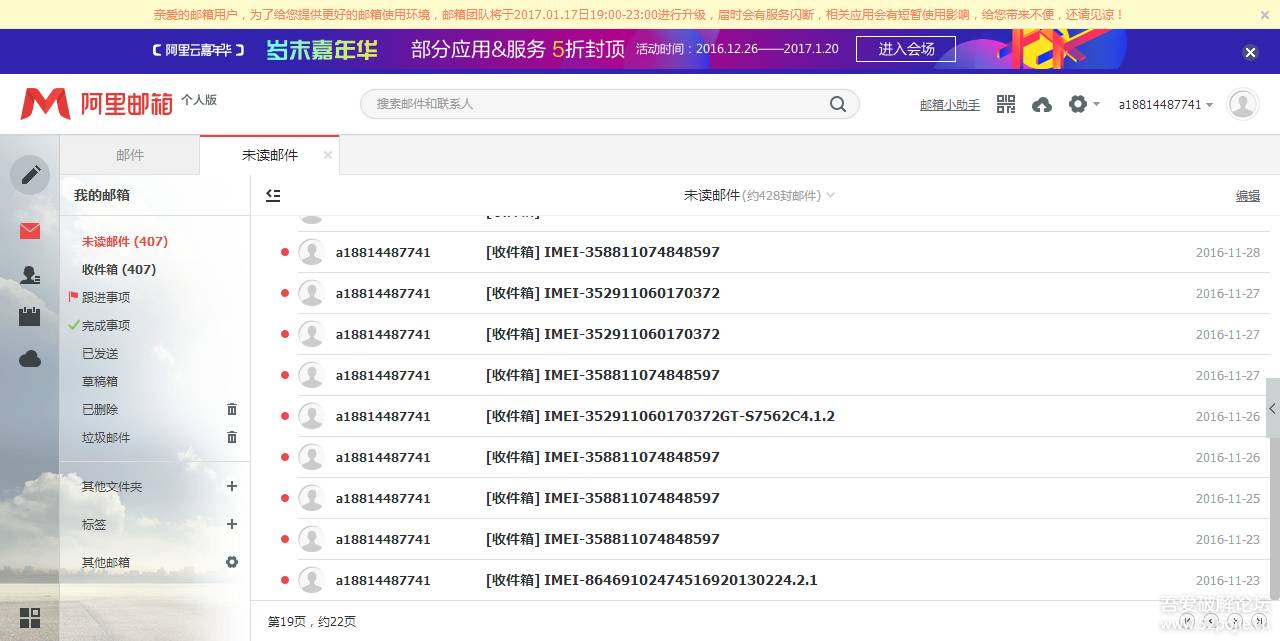 亲爱的邮箱用户，为了给您提供更好的邮箱使用环境，邮箱团队将于2017.01.17日19:00-23:00进行升级，届时会有服务闪断，相关应用会有短暂使用影响，给您带来不便，还请见谅！
阿里云嘉年华 岁末嘉年华 部分应用&服务 5折封顶 活动时间：2016.12.26——2017.1.20 进入会场
阿里邮箱 个人版 搜索邮件和联系人 邮箱小助手 a18814487741
邮件 未读邮件
我的邮箱 未读邮件(约428封邮件) 编辑
未读邮件 (407)
收件箱 (407)
跟进事项
完成事项
已发送
草稿箱
已删除
垃圾邮件
其他文件夹
标签
其他邮箱
a18814487741 [收件箱] IMEI-358811074848597 2016-11-28
a18814487741 [收件箱] IMEI-352911060170372 2016-11-27
a18814487741 [收件箱] IMEI-352911060170372 2016-11-27
a18814487741 [收件箱] IMEI-358811074848597 2016-11-27
a18814487741 [收件箱] IMEI-352911060170372GT-S7562C4.1.2 2016-11-26
a18814487741 [收件箱] IMEI-358811074848597 2016-11-26
a18814487741 [收件箱] IMEI-358811074848597 2016-11-25
a18814487741 [收件箱] IMEI-358811074848597 2016-11-23
a18814487741 [收件箱] IMEI-86469102474516920130224.2.1 2016-11-23
第19页，约22页
吾爱破解论坛
www.52pojie.cn